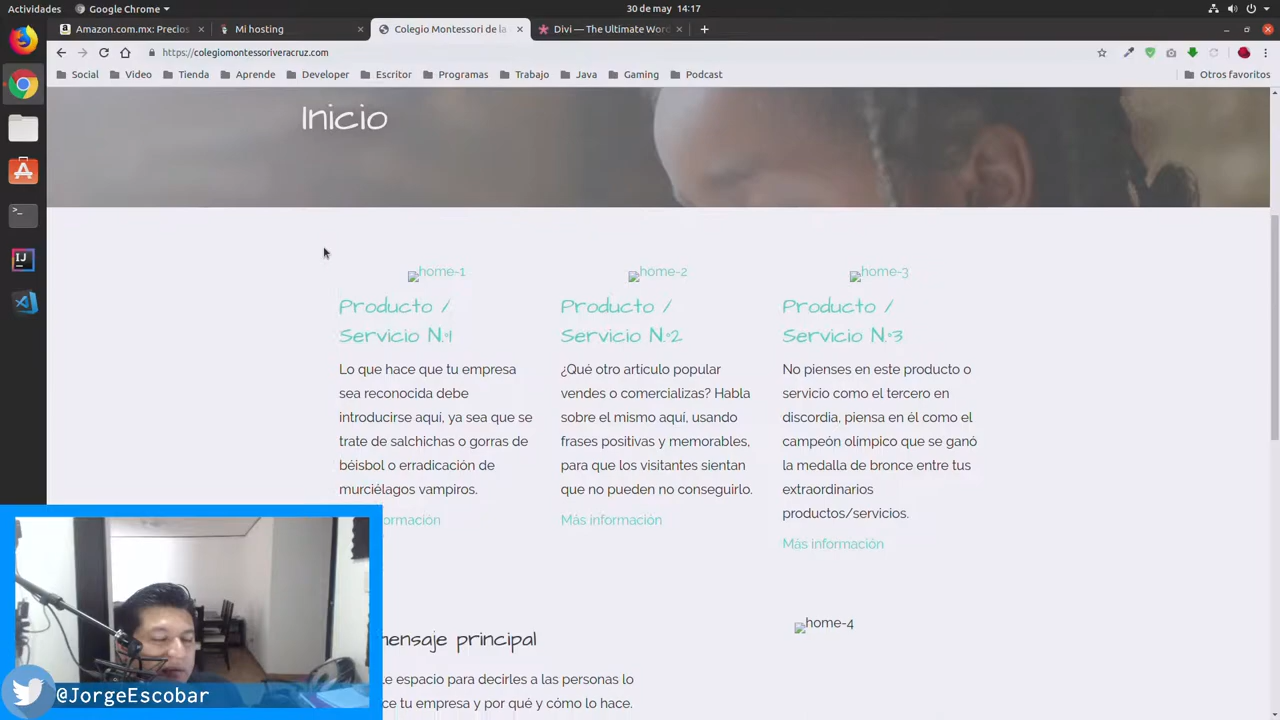 Actividades
Google Chrome
30 de may 14:17
Amazon.com.mx: Precios
Mi hosting
Colegio Montessori de la
Divi — The Ultimate Wor
https://colegiomontessoriveracruz.com
Social
Video
Tienda
Aprende
Developer
Escritor
Programas
Trabajo
Java
Gaming
Podcast
Otros favoritos
Inicio
home-1
home-2
home-3
Producto /
Servicio N.º1
Producto /
Servicio N.º2
Producto /
Servicio N.º3
Lo que hace que tu empresa
sea reconocida debe
introducirse aquí, ya sea que se
trate de salchichas o gorras de
béisbol o erradicación de
murciélagos vampiros.
ormación
¿Qué otro artículo popular
vendes o comercializas? Habla
sobre el mismo aquí, usando
frases positivas y memorables,
para que los visitantes sientan
que no pueden no conseguirlo.
Más información
No pienses en este producto o
servicio como el tercero en
discordia, piensa en él como el
campeón olímpico que se ganó
la medalla de bronce entre tus
extraordinarios
productos/servicios.
Más información
mensaje principal
home-4
e espacio para decirles a las personas lo
ce tu empresa y por qué y cómo lo hace.
@JorgeEscobar